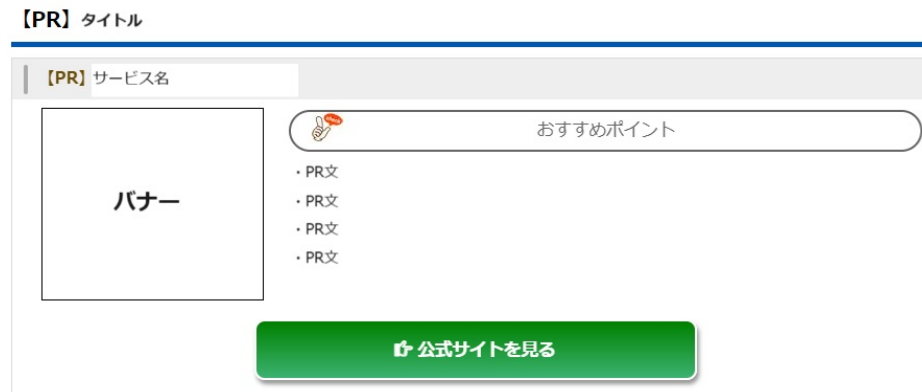 【PR】タイトル
【PR】サービス名
check
おすすめポイント
バナー
・PR文
・PR文
・PR文
・PR文
公式サイトを見る